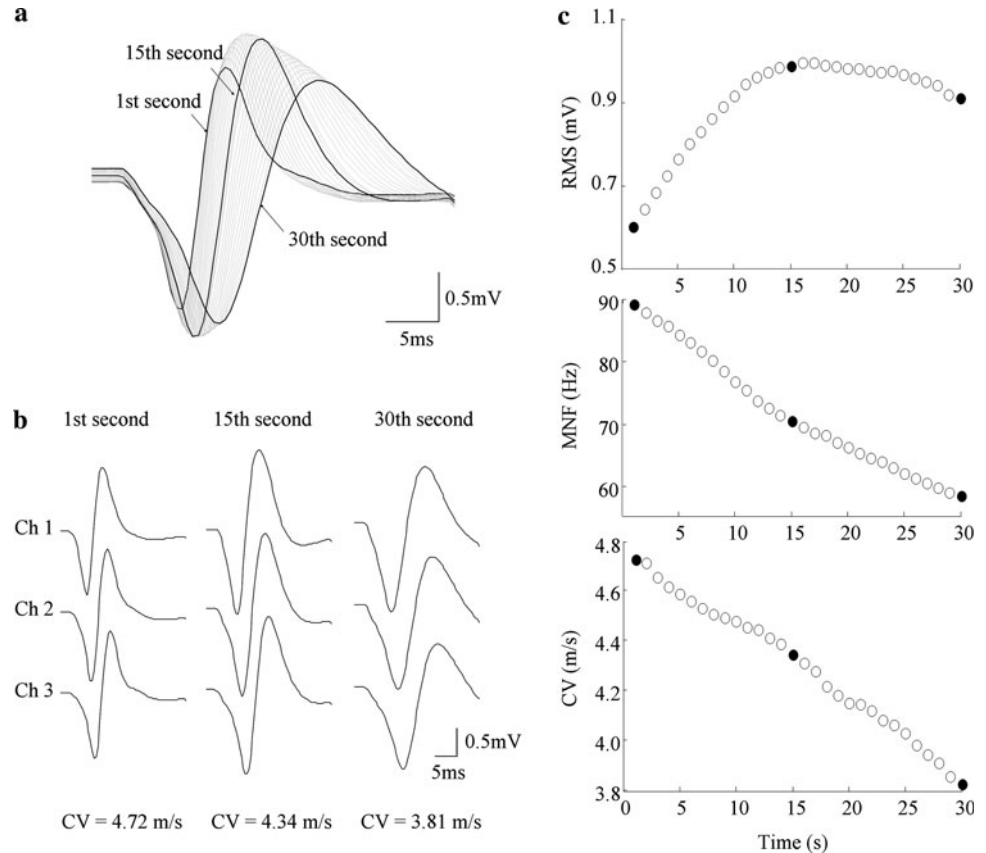 a
15th second
1st second
30th second
0.5mV
5ms
b
1st second
15th second
30th second
Ch 1
Ch 2
Ch 3
0.5mV
5ms
CV = 4.72 m/s
CV = 4.34 m/s
CV = 3.81 m/s
c
1.1
0.9
0.7
0.5
RMS (mV)
5 10 15 20 25 30
90
80
70
60
MNF (Hz)
5 10 15 20 25 30
4.8
4.6
4.4
4.2
4.0
3.8
CV (m/s)
0 5 10 15 20 25 30
Time (s)